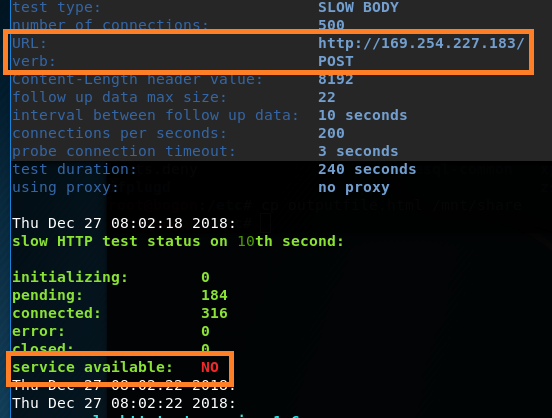 test type: SLOW BODY
number of connections: 500
URL: http://169.254.227.183/
verb: POST
Content-Length header value: 8192
follow up data max size: 22
interval between follow up data: 10 seconds
connections per seconds: 200
probe connection timeout: 3 seconds
test duration: 240 seconds
using proxy: no proxy
Thu Dec 27 08:02:18 2018:
slow HTTP test status on 10th second:
initializing: 0
pending: 184
connected: 316
error: 0
closed: 0
service available: NO
Thu Dec 27 08:02:22 2018:
Thu Dec 27 08:02:22 2018: